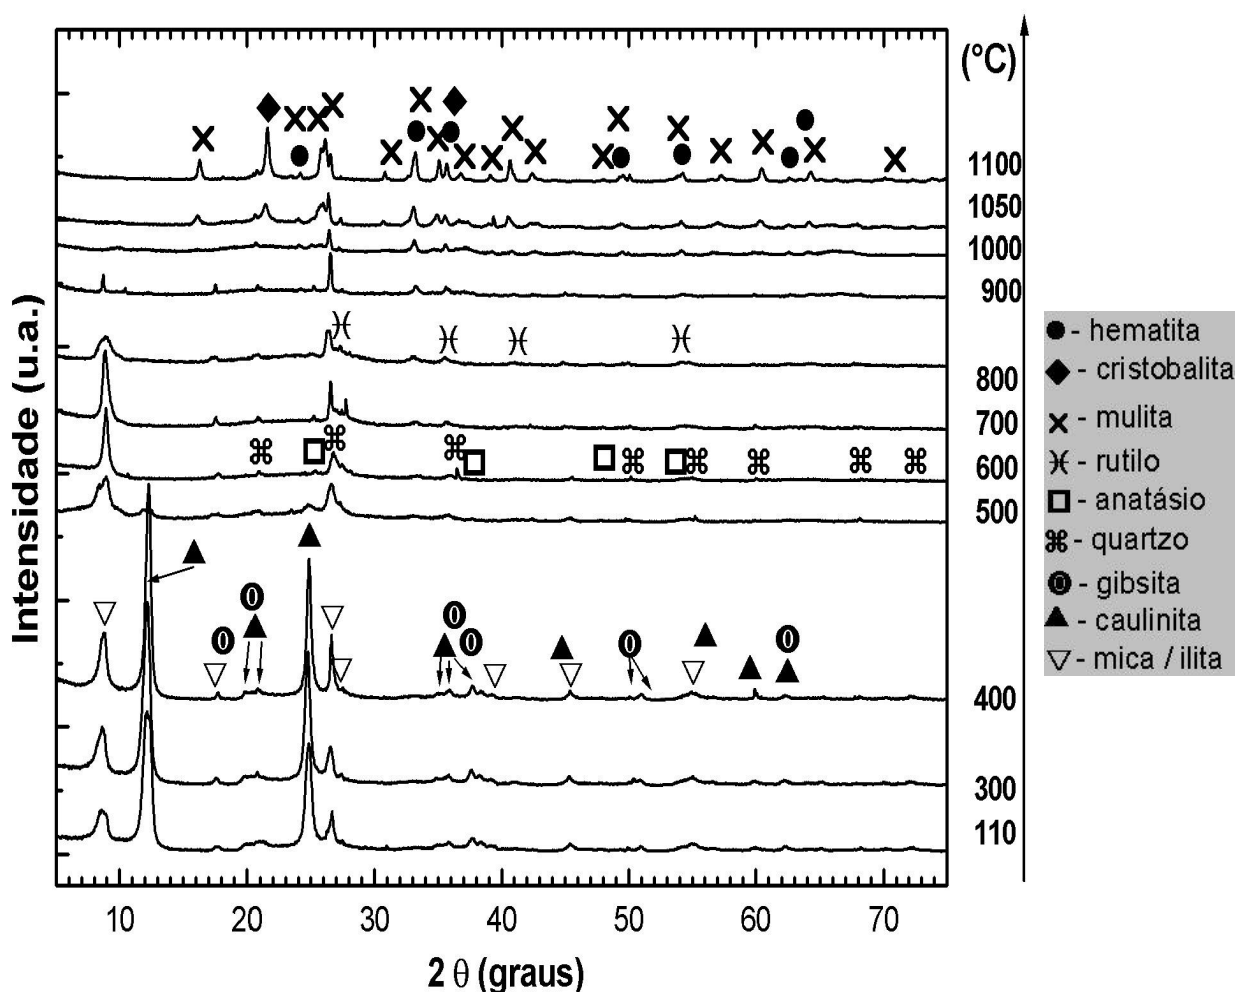 (°C)
1100
1050
1000
900
800
700
600
500
400
300
110
Intensidade (u.a.)
10 20 30 40 50 60 70
2 θ (graus)
- hematita
- cristobalita
- mulita
- rutilo
- anatásio
- quartzo
- gibsita
- caulinita
- mica / ilita